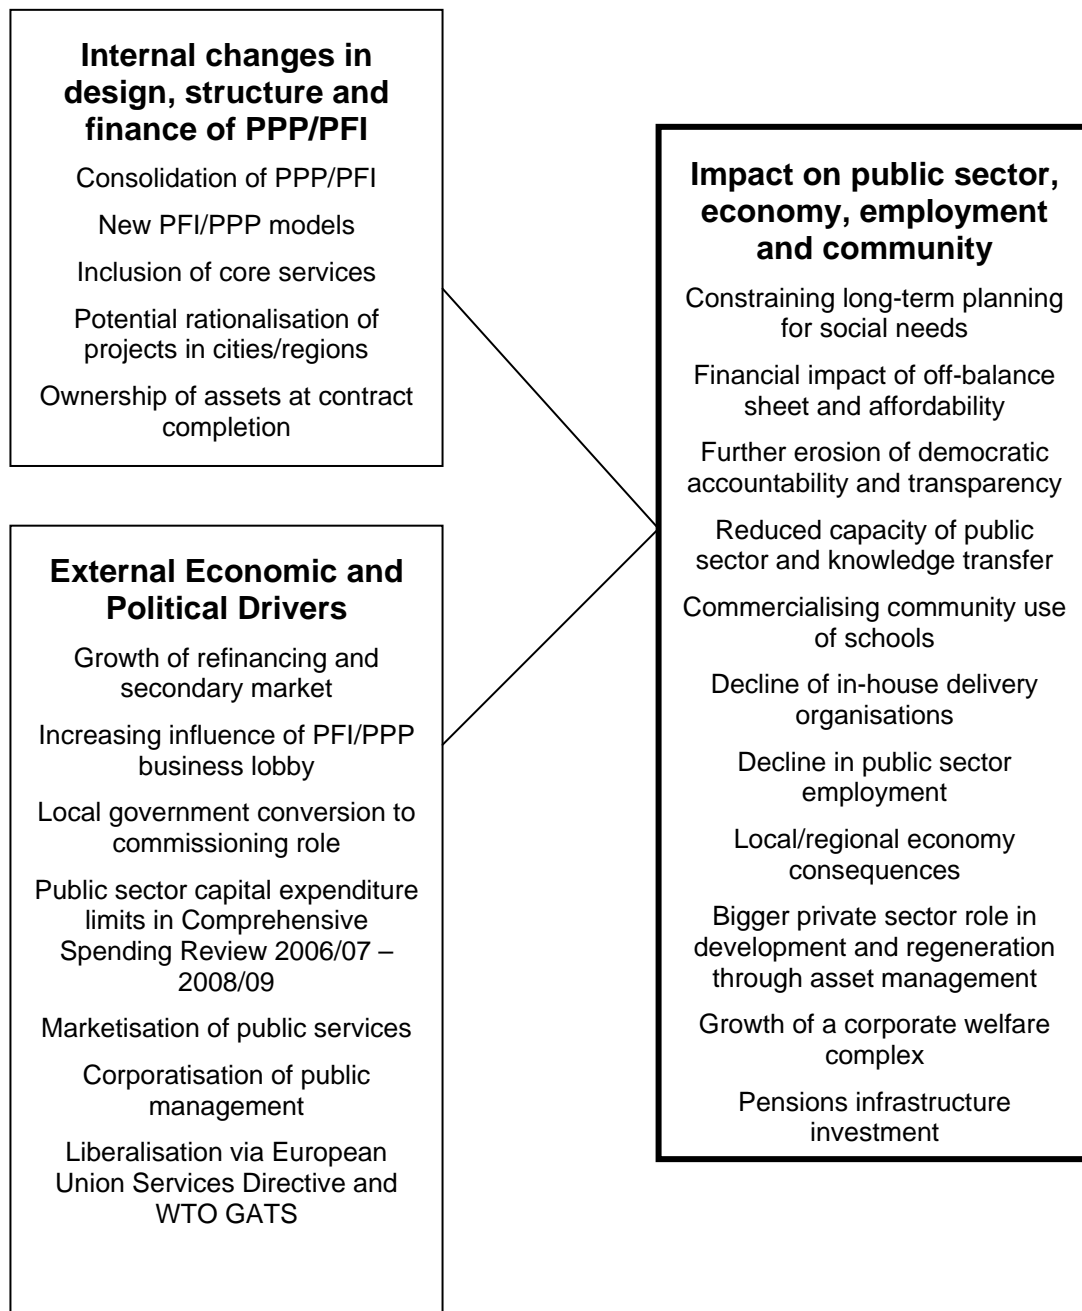 Internal changes in
design, structure and
finance of PPP/PFI
Consolidation of PPP/PFI
New PFI/PPP models
Inclusion of core services
Potential rationalisation of
projects in cities/regions
Ownership of assets at contract
completion
External Economic and
Political Drivers
Growth of refinancing and
secondary market
Increasing influence of PFI/PPP
business lobby
Local government conversion to
commissioning role
Public sector capital expenditure
limits in Comprehensive
Spending Review 2006/07 –
2008/09
Marketisation of public services
Corporatisation of public
management
Liberalisation via European
Union Services Directive and
WTO GATS
Impact on public sector,
economy, employment
and community
Constraining long-term planning
for social needs
Financial impact of off-balance
sheet and affordability
Further erosion of democratic
accountability and transparency
Reduced capacity of public
sector and knowledge transfer
Commercialising community use
of schools
Decline of in-house delivery
organisations
Decline in public sector
employment
Local/regional economy
consequences
Bigger private sector role in
development and regeneration
through asset management
Growth of a corporate welfare
complex
Pensions infrastructure
investment